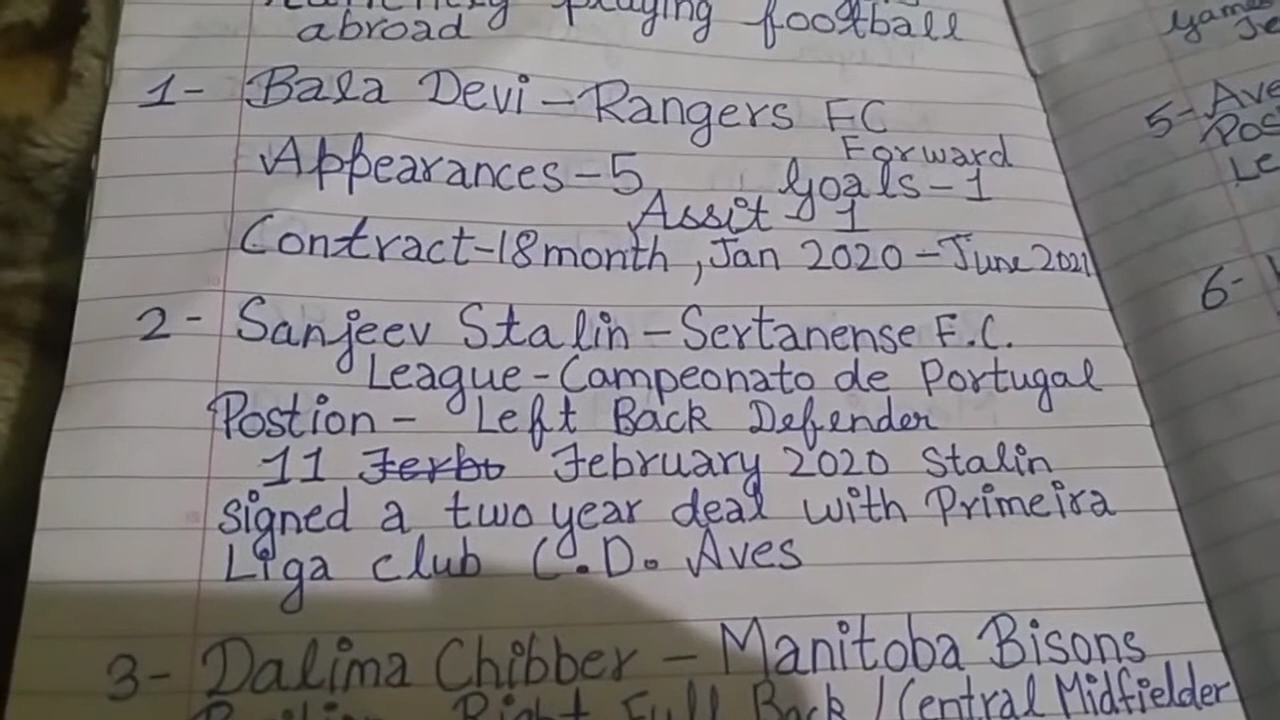 playing football
abroad
1- Bala Devi - Rangers FC
Forward
Appearances - 5, Goals - 1
Assit - 1
Contract - 18 month, Jan 2020 - June 2021
2- Sanjeev Stalin - Sertanense F.C.
League - Campeonato de Portugal
Postion - Left Back Defender
11 February 2020 Stalin
signed a two year deal with Primeira
Liga club C.D. Aves
3- Dalima Chibber - Manitoba Bisons
Right Full Back / Central Midfielder
5- Ave
Pos
Le
6-